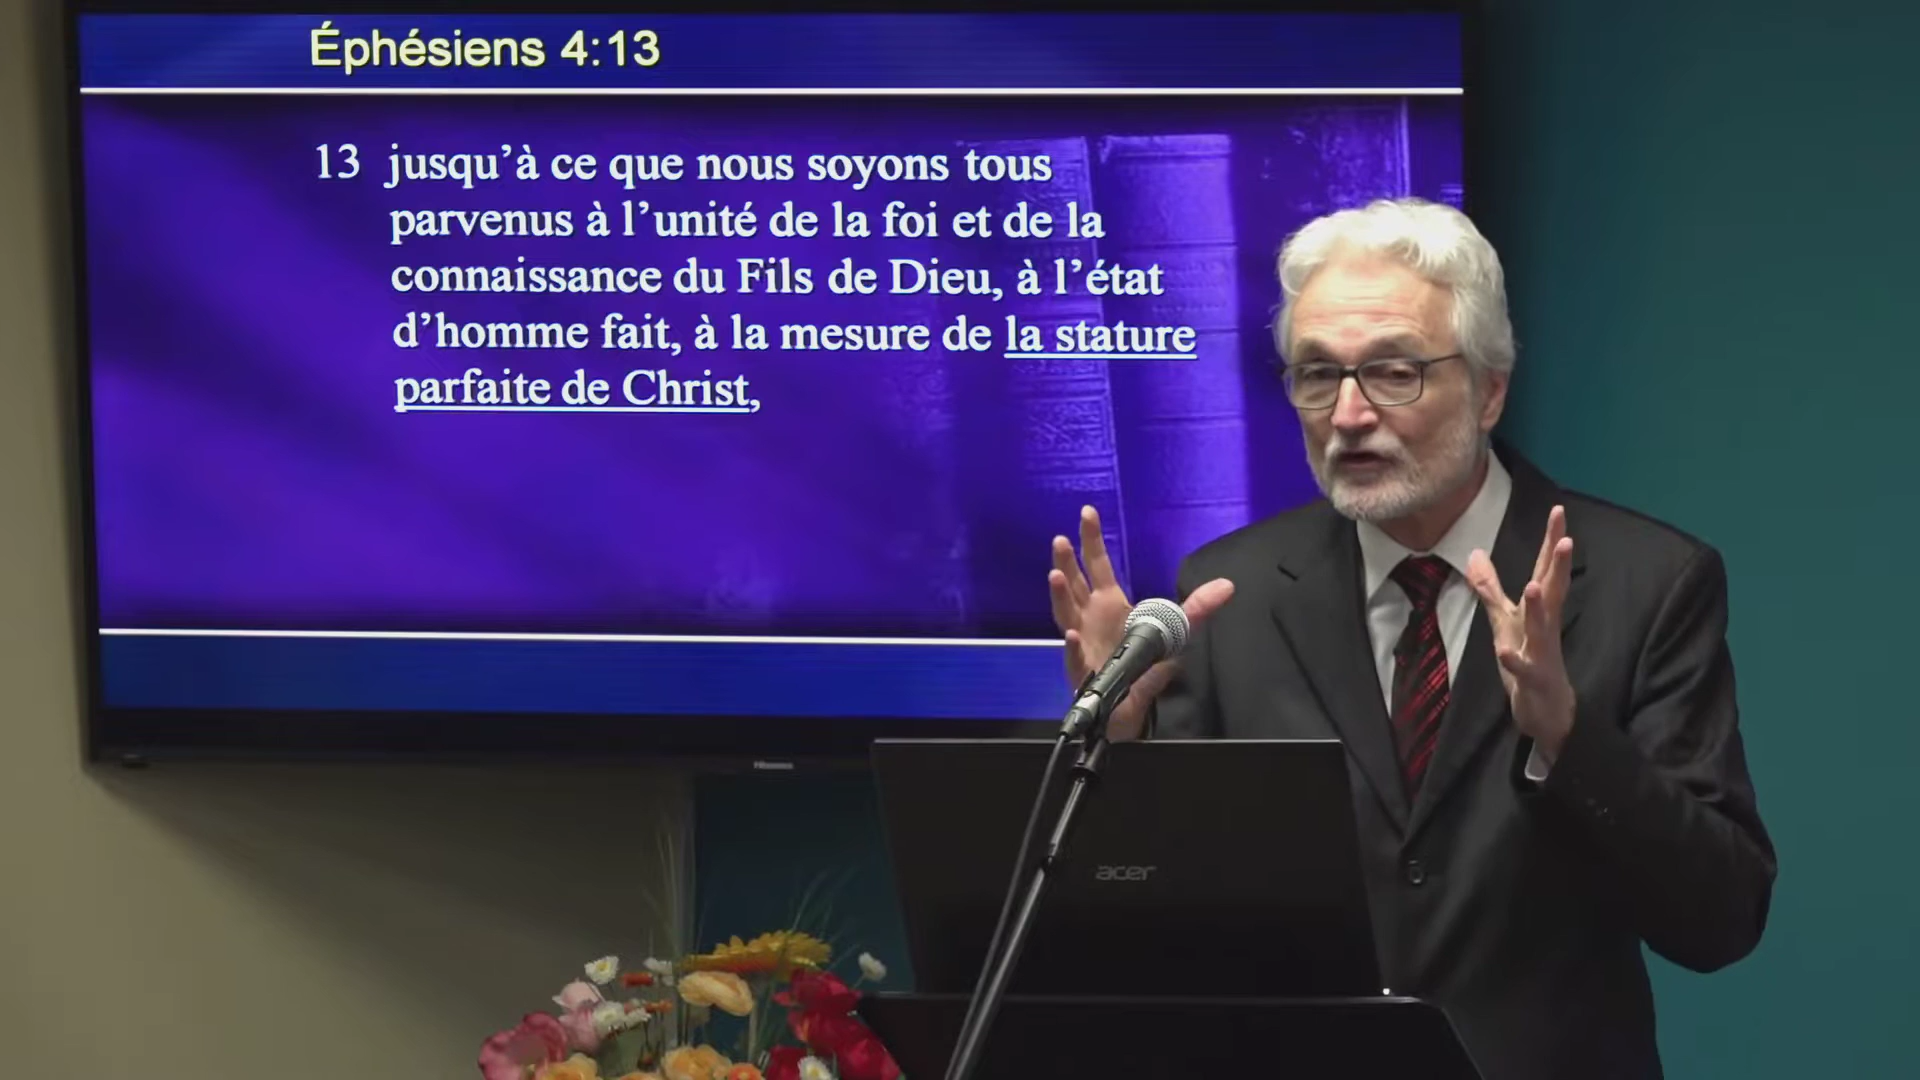 Éphésiens 4:13
13 jusqu’à ce que nous soyons tous
parvenus à l’unité de la foi et de la
connaissance du Fils de Dieu, à l’état
d’homme fait, à la mesure de la stature
parfaite de Christ,
Hisense
acer